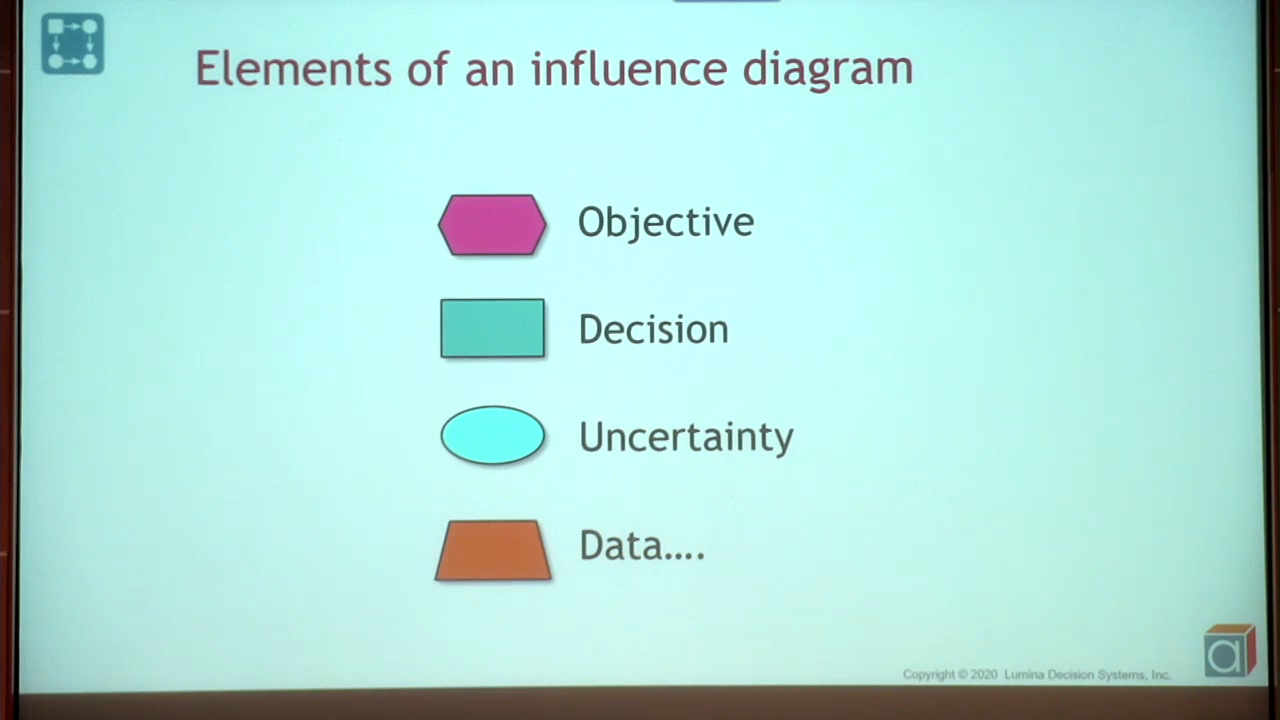 Elements of an influence diagram
Objective
Decision
Uncertainty
Data....
Copyright © 2020 Lumina Decision Systems, Inc.
a